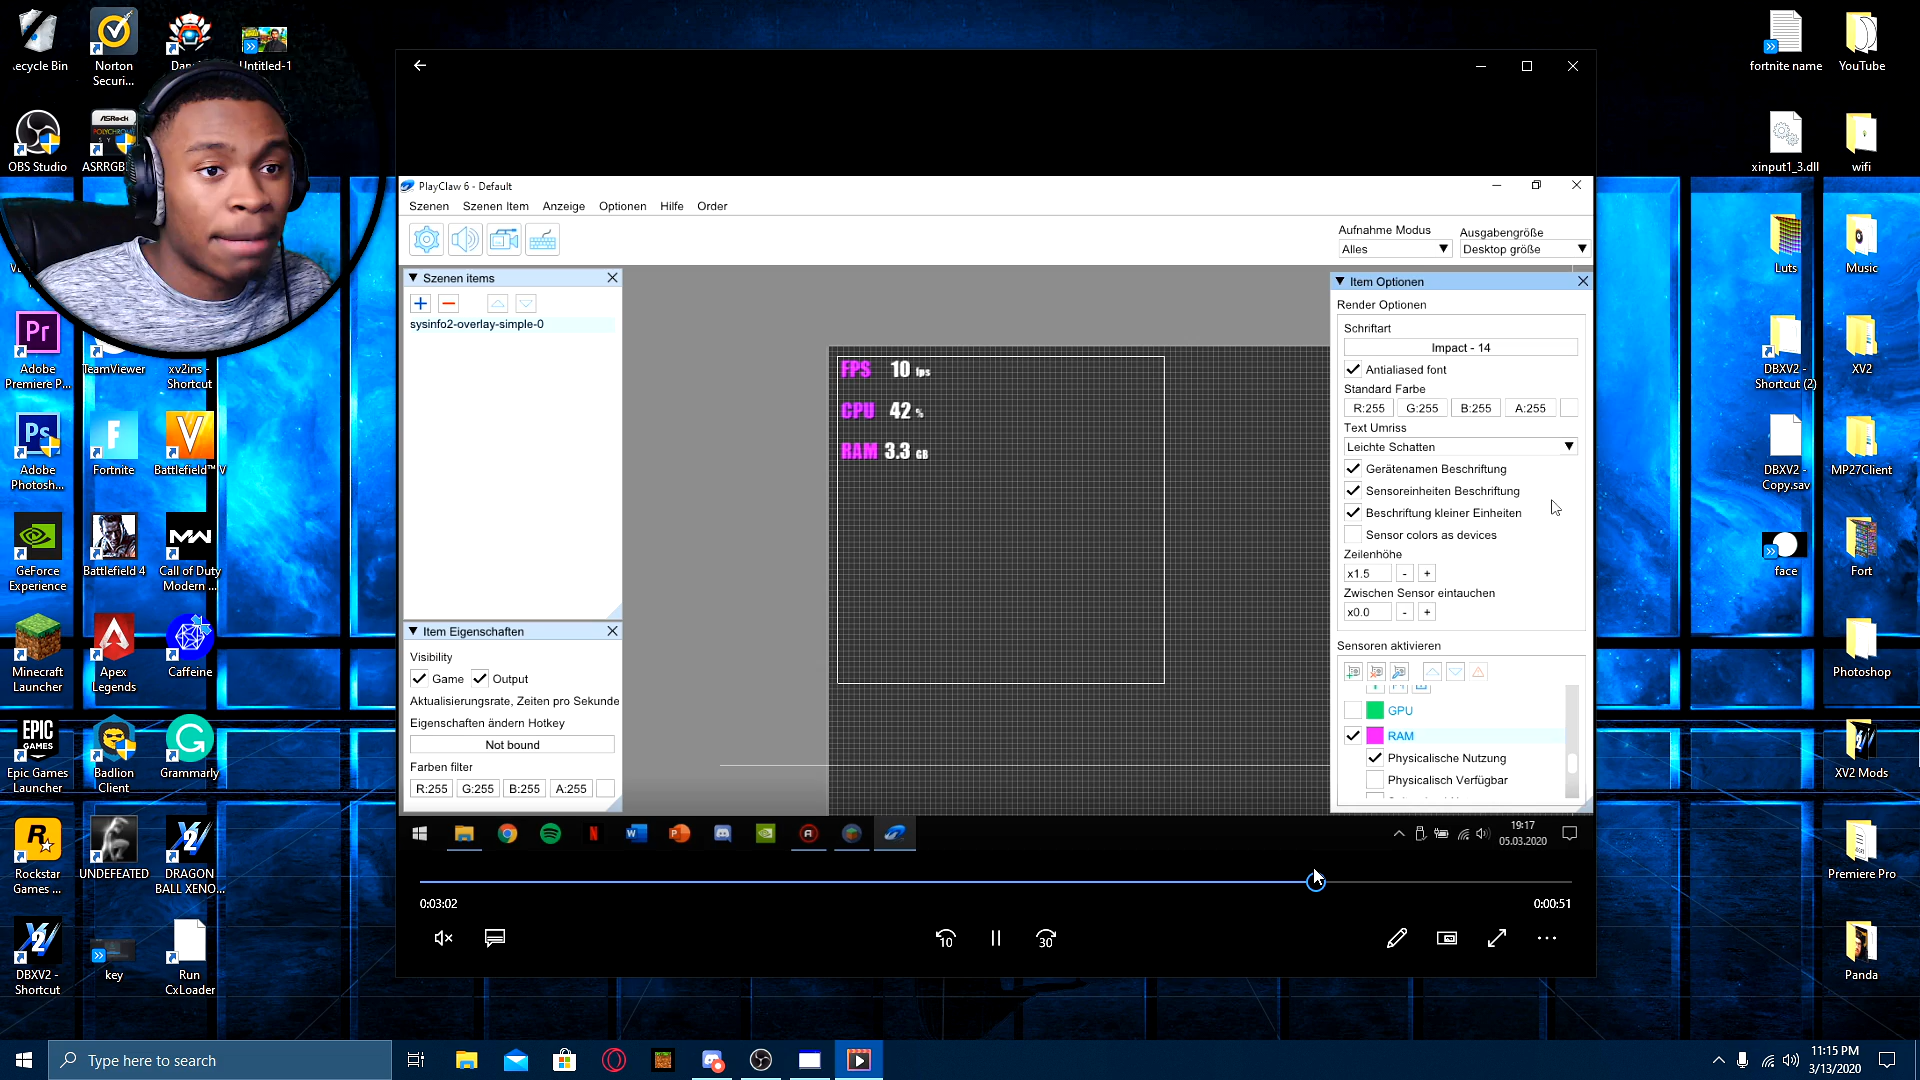 Recycle Bin
Norton
Securi...
Untitled-1
OBS Studio
ASRock
POLYCHROME
ASRRGB
Adobe
Premiere P...
TeamViewer
xv2ins -
Shortcut
Adobe
Photosh...
Fortnite
Battlefield™ V
GeForce
Experience
Battlefield 4
Call of Duty
Modern ...
Minecraft
Launcher
Apex
Legends
Caffeine
Epic Games
Launcher
Badlion
Client
Grammarly
Rockstar
Games ...
UNDEFEATED
DRAGON
BALL XENO...
DBXV2 -
Shortcut
key
Run
CxLoader
PlayClaw 6 - Default
Szenen
Szenen Item
Anzeige
Optionen
Hilfe
Order
Aufnahme Modus
Alles
Ausgabengröße
Desktop größe
Szenen items
sysinfo2-overlay-simple-0
FPS 10 fps
CPU 42 %
RAM 3.3 GB
Item Eigenschaften
Visibility
Game
Output
Aktualisierungsrate, Zeiten pro Sekunde
Eigenschaften ändern Hotkey
Not bound
Farben filter
R:255 G:255 B:255 A:255
Item Optionen
Render Optionen
Schriftart
Impact - 14
Antialiased font
Standard Farbe
R:255 G:255 B:255 A:255
Text Umriss
Leichte Schatten
Gerätenamen Beschriftung
Sensoreinheiten Beschriftung
Beschriftung kleiner Einheiten
Sensor colors as devices
Zeilenhöhe
x1.5 - +
Zwischen Sensor eintauchen
x0.0 - +
Sensoren aktivieren
GPU
RAM
Physicalische Nutzung
Physicalisch Verfügbar
19:17
05.03.2020
0:03:02
0:00:51
10
30
fortnite name
YouTube
xinput1_3.dll
wifi
Luts
Music
DBXV2 -
Shortcut (2)
XV2
DBXV2 -
Copy.sav
MP27Client
face
Fort
Photoshop
XV2 Mods
Premiere Pro
Panda
Type here to search
11:15 PM
3/13/2020